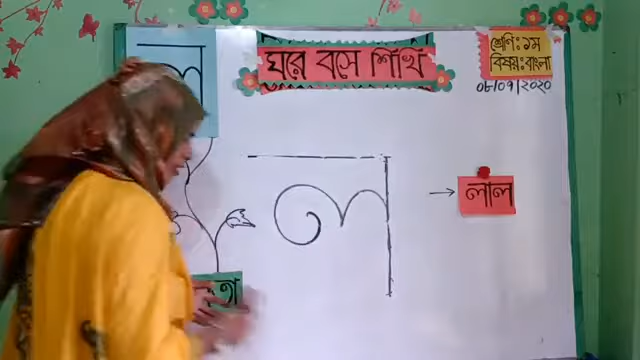 ঘরে বসে শিখি
শ্রেণি: ১ম
বিষয়: বাংলা
০৮/০৭/২০২০
ল
ল
লাল